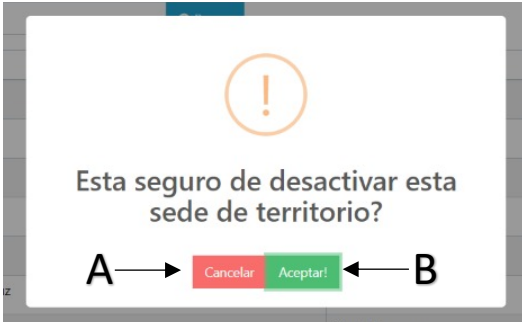 !
Esta seguro de desactivar esta
sede de territorio?
A Cancelar Aceptar! B